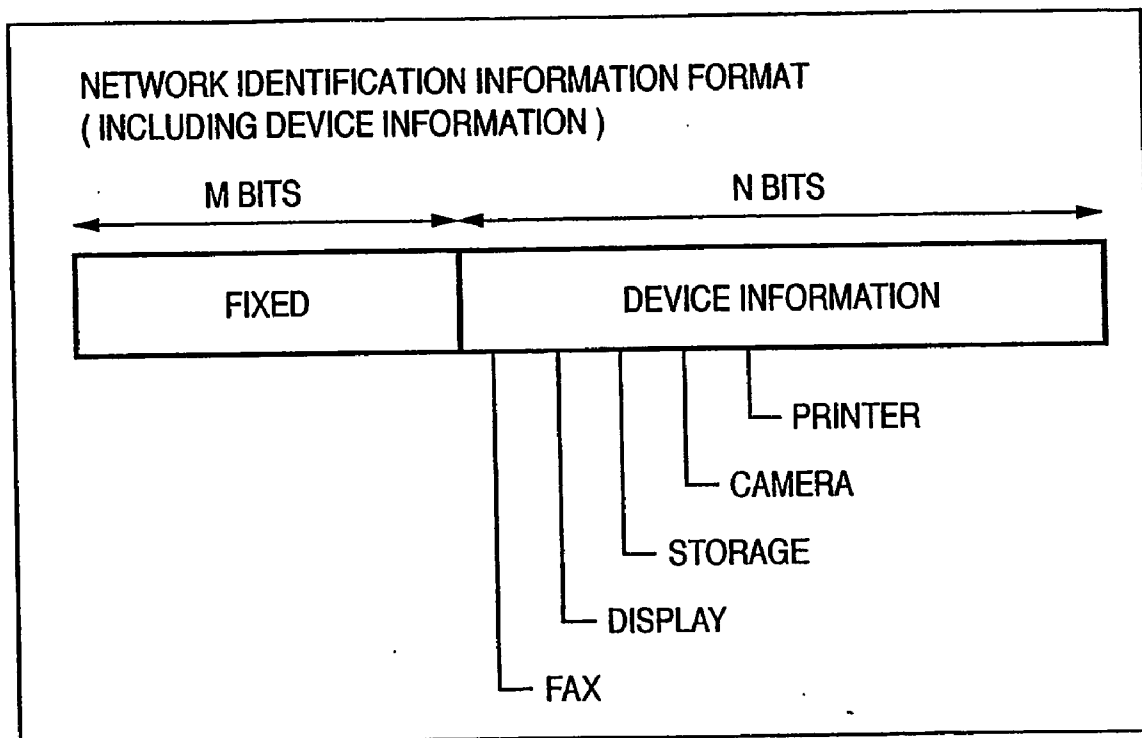 NETWORK IDENTIFICATION INFORMATION FORMAT
( INCLUDING DEVICE INFORMATION )
M BITS N BITS
FIXED DEVICE INFORMATION
PRINTER
CAMERA
STORAGE
DISPLAY
FAX